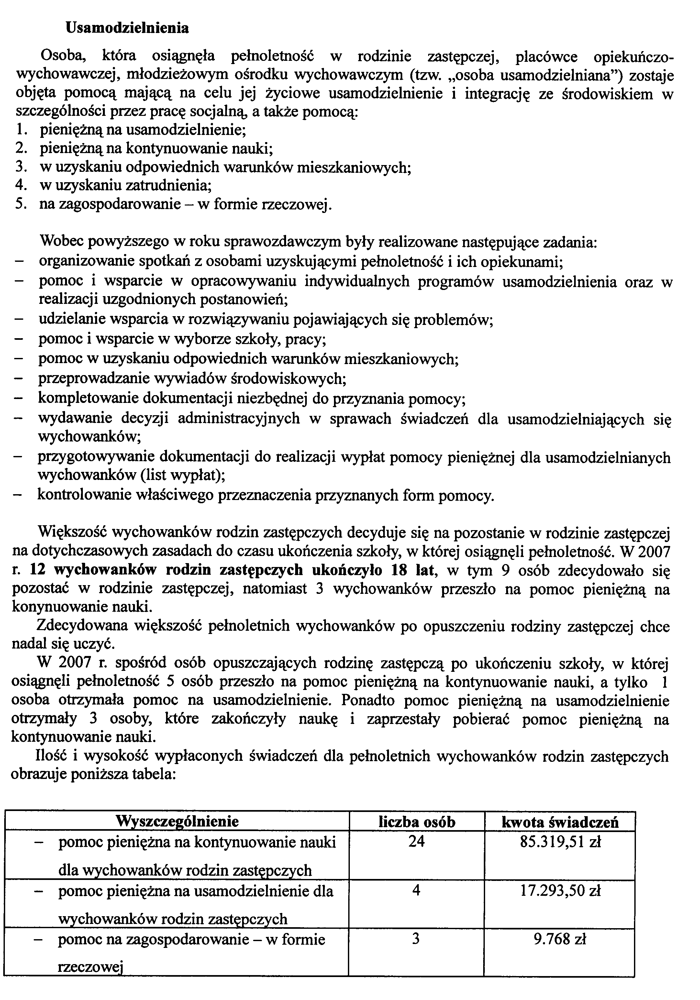 Usamodzielnienia
Osoba, która osiągnęła pełnoletność w rodzinie zastępczej, placówce opiekuńczo-
wychowawczej, młodzieżowym ośrodku wychowawczym (tzw. „osoba usamodzielniana”) zostaje
objęta pomocą mającą na celu jej życiowe usamodzielnienie i integrację ze środowiskiem w
szczególności przez pracę socjalną, a także pomocą:
1. pieniężną na usamodzielnienie;
2. pieniężną na kontynuowanie nauki;
3. w uzyskaniu odpowiednich warunków mieszkaniowych;
4. w uzyskaniu zatrudnienia;
5. na zagospodarowanie – w formie rzeczowej.
Wobec powyższego w roku sprawozdawczym były realizowane następujące zadania:
– organizowanie spotkań z osobami uzyskującymi pełnoletność i ich opiekunami;
– pomoc i wsparcie w opracowywaniu indywidualnych programów usamodzielnienia oraz w
realizacji uzgodnionych postanowień;
– udzielanie wsparcia w rozwiązywaniu pojawiających się problemów;
– pomoc i wsparcie w wyborze szkoły, pracy;
– pomoc w uzyskaniu odpowiednich warunków mieszkaniowych;
– przeprowadzanie wywiadów środowiskowych;
– kompletowanie dokumentacji niezbędnej do przyznania pomocy;
– wydawanie decyzji administracyjnych w sprawach świadczeń dla usamodzielniających się
wychowanków;
– przygotowywanie dokumentacji do realizacji wypłat pomocy pieniężnej dla usamodzielnianych
wychowanków (list wypłat);
– kontrolowanie właściwego przeznaczenia przyznanych form pomocy.
Większość wychowanków rodzin zastępczych decyduje się na pozostanie w rodzinie zastępczej
na dotychczasowych zasadach do czasu ukończenia szkoły, w której osiągnęli pełnoletność. W 2007
r. 12 wychowanków rodzin zastępczych ukończyło 18 lat, w tym 9 osób zdecydowało się
pozostać w rodzinie zastępczej, natomiast 3 wychowanków przeszło na pomoc pieniężną na
konynuowanie nauki.
Zdecydowana większość pełnoletnich wychowanków po opuszczeniu rodziny zastępczej chce
nadal się uczyć.
W 2007 r. spośród osób opuszczających rodzinę zastępczą po ukończeniu szkoły, w której
osiągnęli pełnoletność 5 osób przeszło na pomoc pieniężną na kontynuowanie nauki, a tylko 1
osoba otrzymała pomoc na usamodzielnienie. Ponadto pomoc pieniężną na usamodzielnienie
otrzymały 3 osoby, które zakończyły naukę i zaprzestały pobierać pomoc pieniężną na
kontynuowanie nauki.
Ilość i wysokość wypłaconych świadczeń dla pełnoletnich wychowanków rodzin zastępczych
obrazuje poniższa tabela:
Wyszczególnienie liczba osób kwota świadczeń
– pomoc pieniężna na kontynuowanie nauki 24 85.319,51 zł
dla wychowanków rodzin zastępczych
– pomoc pieniężna na usamodzielnienie dla 4 17.293,50 zł
wychowanków rodzin zastępczych
– pomoc na zagospodarowanie – w formie 3 9.768 zł
rzeczowej